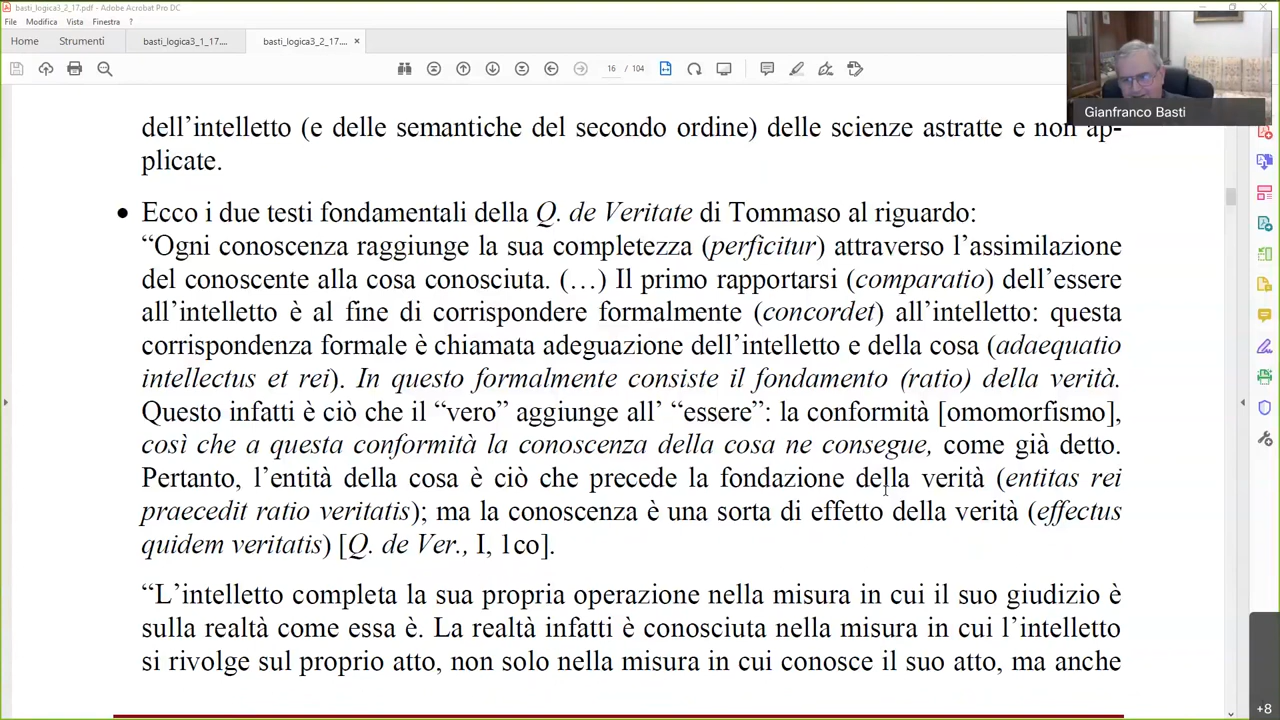 basti_logica3_2_17.pdf - Adobe Acrobat Pro DC
File Modifica Vista Finestra ?
Home Strumenti basti_logica3_1_17.... basti_logica3_2_17.... ×
16 / 104
Gianfranco Basti
dell’intelletto (e delle semantiche del secondo ordine) delle scienze astratte e non ap-
plicate.
• Ecco i due testi fondamentali della Q. de Veritate di Tommaso al riguardo:
“Ogni conoscenza raggiunge la sua completezza (perficitur) attraverso l’assimilazione
del conoscente alla cosa conosciuta. (…) Il primo rapportarsi (comparatio) dell’essere
all’intelletto è al fine di corrispondere formalmente (concordet) all’intelletto: questa
corrispondenza formale è chiamata adeguazione dell’intelletto e della cosa (adaequatio
intellectus et rei). In questo formalmente consiste il fondamento (ratio) della verità.
Questo infatti è ciò che il “vero” aggiunge all’ “essere”: la conformità [omomorfismo],
così che a questa conformità la conoscenza della cosa ne consegue, come già detto.
Pertanto, l’entità della cosa è ciò che precede la fondazione della verità (entitas rei
praecedit ratio veritatis); ma la conoscenza è una sorta di effetto della verità (effectus
quidem veritatis) [Q. de Ver., I, 1co].
“L’intelletto completa la sua propria operazione nella misura in cui il suo giudizio è
sulla realtà come essa è. La realtà infatti è conosciuta nella misura in cui l’intelletto
si rivolge sul proprio atto, non solo nella misura in cui conosce il suo atto, ma anche
+8